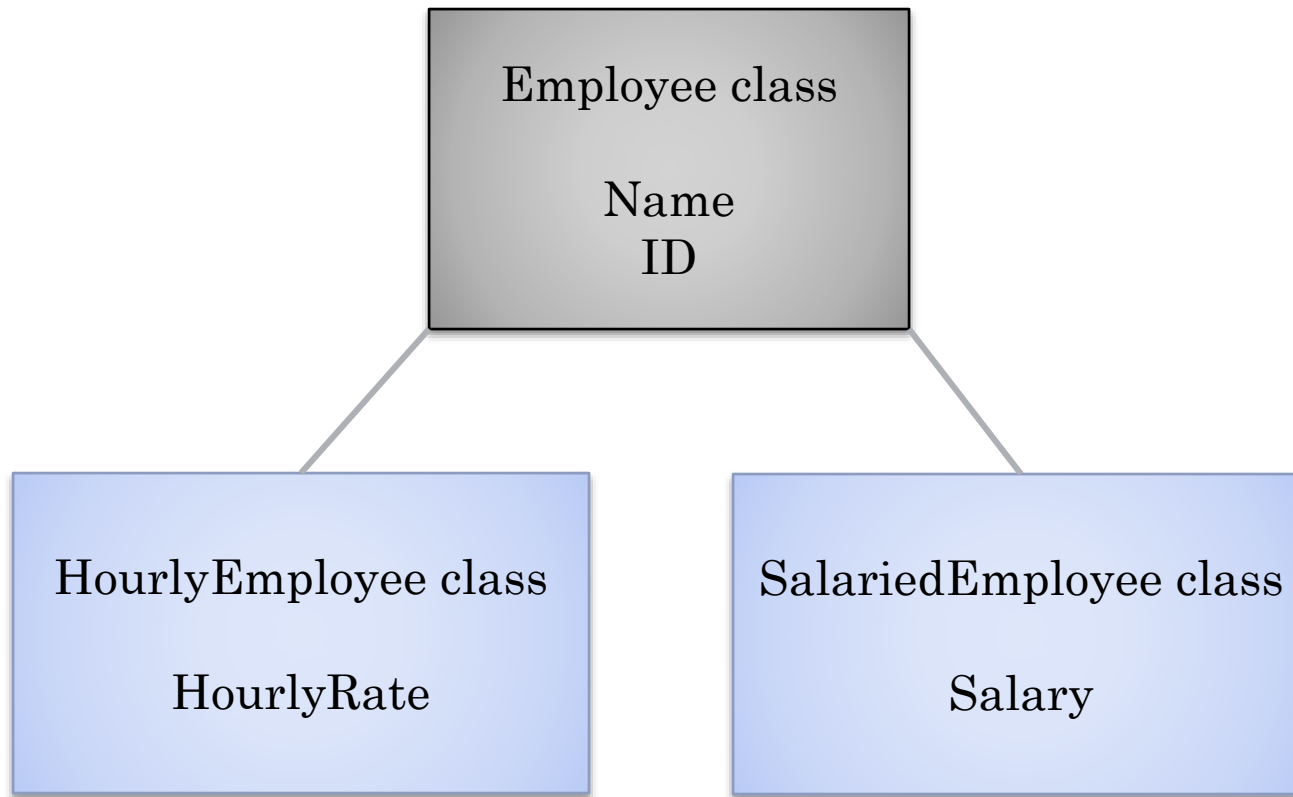 Employee class
Name
ID
HourlyEmployee class
HourlyRate
SalariedEmployee class
Salary